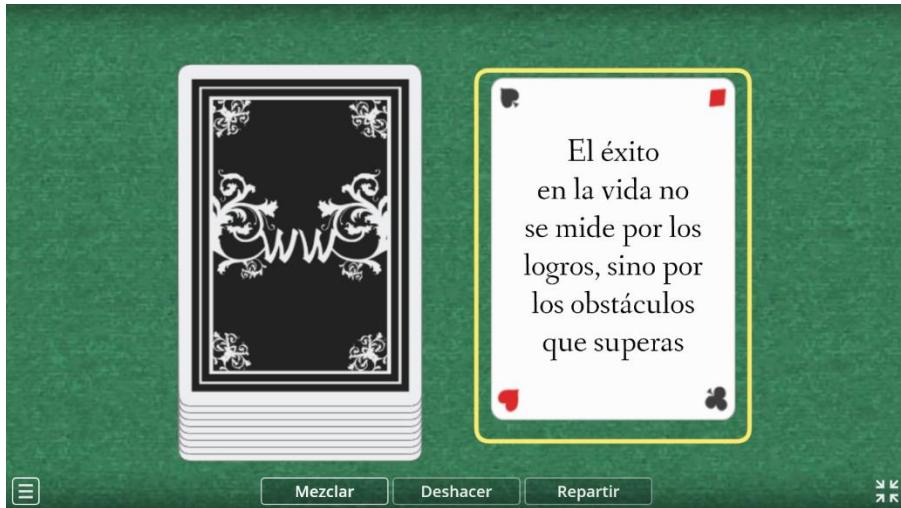 WW
El éxito
en la vida no
se mide por los
logros, sino por
los obstáculos
que superas
Mezclar
Deshacer
Repartir